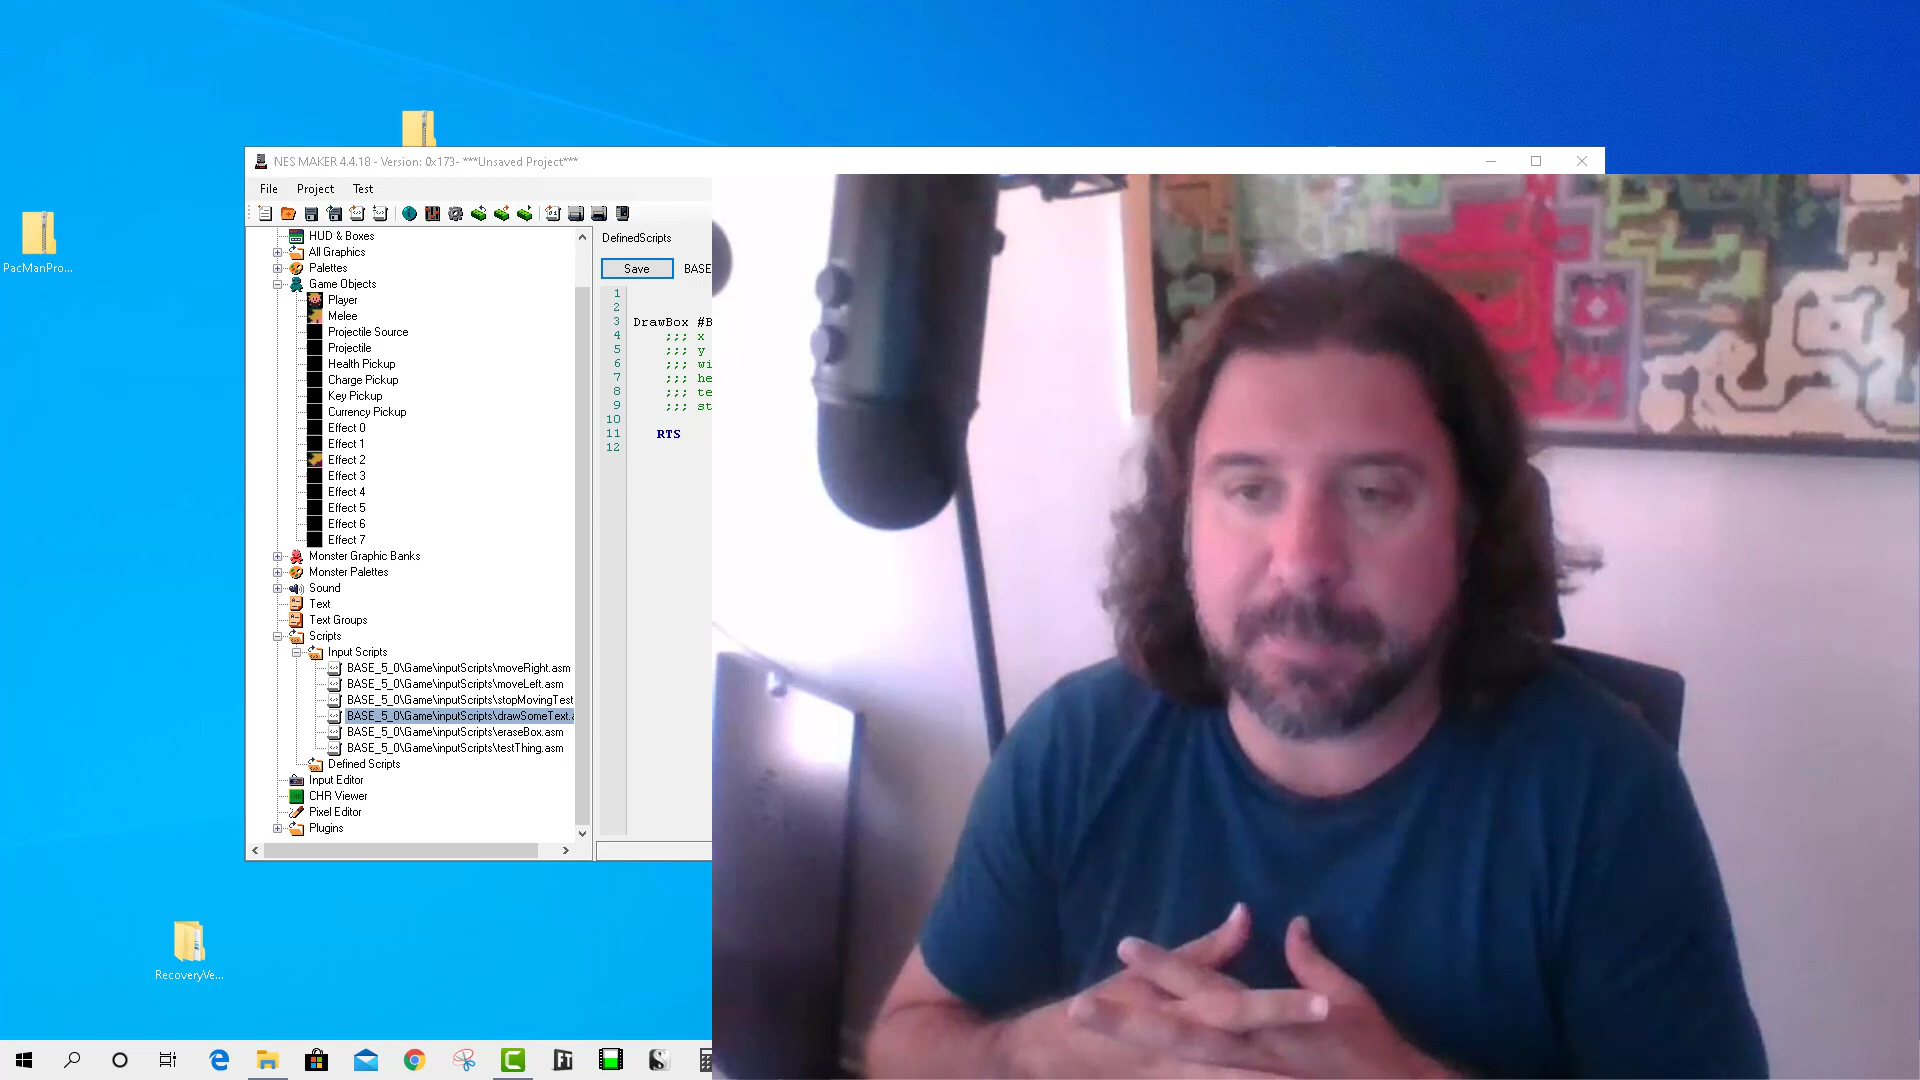 NES MAKER 4.4.18 - Version: 0x173- ***Unsaved Project***
File Project Test
HUD & Boxes
All Graphics
Palettes
Game Objects
Player
Melee
Projectile Source
Projectile
Health Pickup
Charge Pickup
Key Pickup
Currency Pickup
Effect 0
Effect 1
Effect 2
Effect 3
Effect 4
Effect 5
Effect 6
Effect 7
Monster Graphic Banks
Monster Palettes
Sound
Text
Text Groups
Scripts
Input Scripts
BASE_5_0\Game\inputScripts\moveRight.asm
BASE_5_0\Game\inputScripts\moveLeft.asm
BASE_5_0\Game\inputScripts\stopMovingTest
BASE_5_0\Game\inputScripts\drawSomeText.a
BASE_5_0\Game\inputScripts\eraseBox.asm
BASE_5_0\Game\inputScripts\testThing.asm
Defined Scripts
Input Editor
CHR Viewer
Pixel Editor
Plugins
DefinedScripts
Save BASE
1
2
3 DrawBox #B
4 ;;; x
5 ;;; y
6 ;;; wi
7 ;;; he
8 ;;; te
9 ;;; st
10
11 RTS
12
PacManPro...
RecoveryVe...